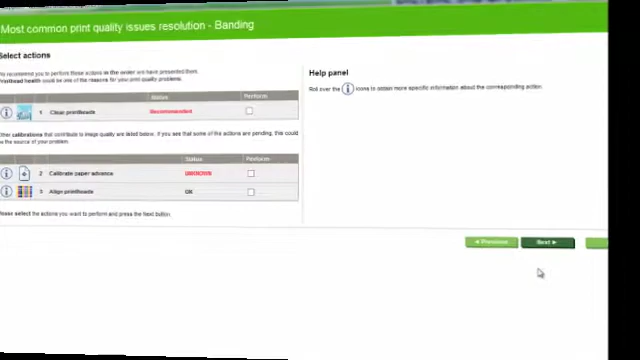 Most common print quality issues resolution - Banding
Select actions
We recommend you to perform these actions in the order we have presented them.
Printhead health could be one of the reasons for your print quality problems.
Status Perform
1 Clean printheads Recommended
Other calibrations that contribute to image quality are listed below. If you see that some of the actions are pending, this could
be the source of your problem.
Status Perform
2 Calibrate paper advance UNKNOWN
3 Align printheads OK
Please select the actions you want to perform and press the Next button.
Help panel
Roll over the icons to obtain more specific information about the corresponding action.
Previous Next